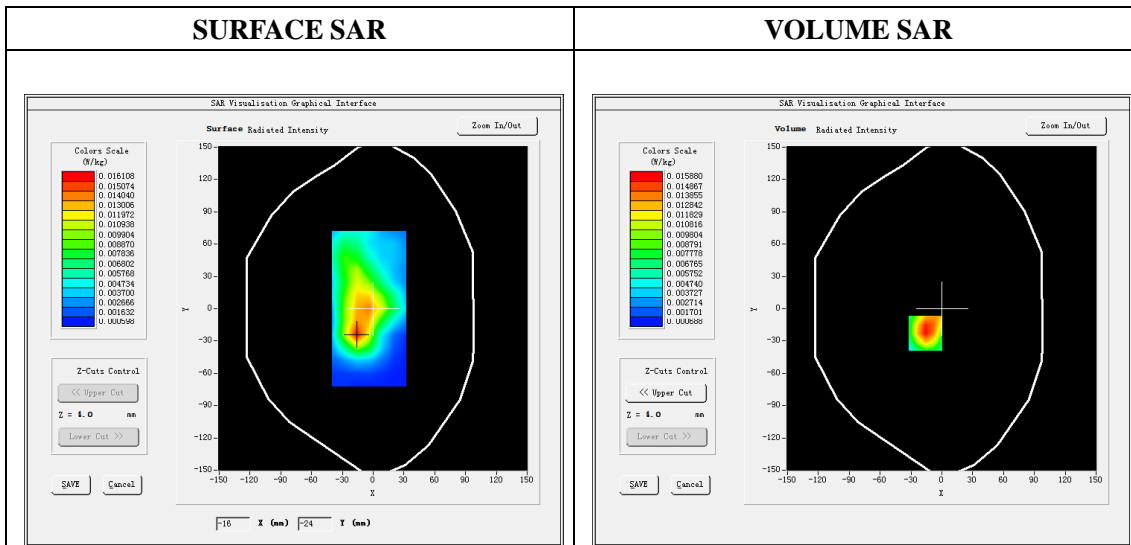 SURFACE SAR
VOLUME SAR
SAR Visualisation Graphical Interface
Surface Radiated Intensity
Zoom In/Out
Colors Scale
(W/kg)
0.016108
0.015074
0.014040
0.013006
0.011972
0.010938
0.009904
0.008870
0.007836
0.006802
0.005768
0.004734
0.003700
0.002666
0.001632
0.000598
150
120
90
60
30
0
-30
-60
-90
-120
-150
Y
-150 -120 -90 -60 -30 0 30 60 90 120 150
X
Z-Cuts Control
<< Upper Cut
Z = 4.0 mm
Lower Cut >>
SAVE Cancel
-16 X (mm) -24 Y (mm)
SAR Visualisation Graphical Interface
Volume Radiated Intensity
Zoom In/Out
Colors Scale
(W/kg)
0.015880
0.014867
0.013855
0.012842
0.011829
0.010816
0.009804
0.008791
0.007778
0.006765
0.005752
0.004740
0.003727
0.002714
0.001701
0.000688
150
120
90
60
30
0
-30
-60
-90
-120
-150
Y
-150 -120 -90 -60 -30 0 30 60 90 120 150
X
Z-Cuts Control
<< Upper Cut
Z = 4.0 mm
Lower Cut >>
SAVE Cancel